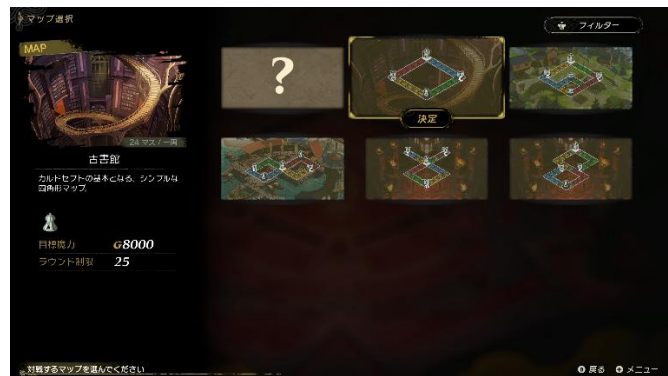 マップ選択
フィルター
MAP
?
24 マス / 一周
決定
古書館
カルドセプトの基本となる、シンプルな
四角形マップ
目標魔力 G8000
ラウンド制限 25
対戦するマップを選んでください
戻る メニュー